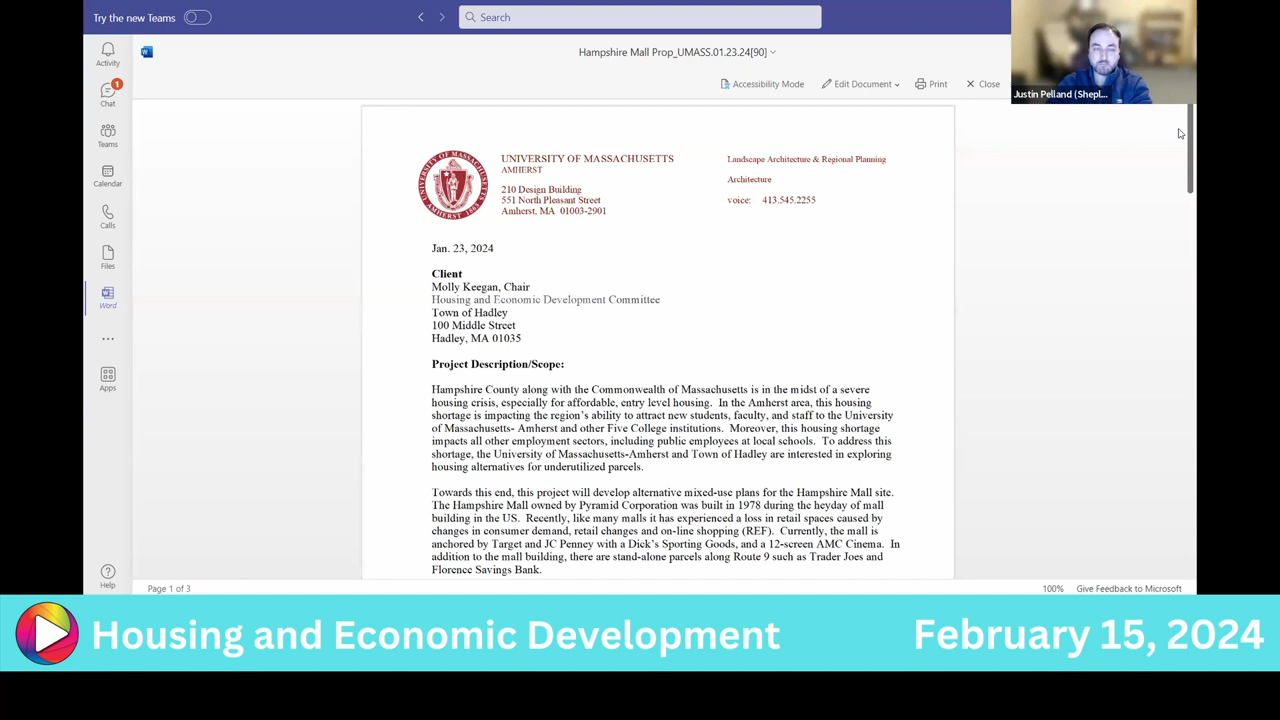 Try the new Teams
Search
Activity
1
Chat
Teams
Calendar
Calls
Files
Word
Apps
Help
Hampshire Mall Prop_UMASS.01.23.24[90]
Accessibility Mode
Edit Document
Print
Close
Justin Pelland (Shepl...
UNIVERSITY OF MASSACHUSETTS AMHERST 1863
UNIVERSITY OF MASSACHUSETTS
AMHERST
210 Design Building
551 North Pleasant Street
Amherst, MA 01003-2901
Landscape Architecture & Regional Planning
Architecture
voice: 413.545.2255
Jan. 23, 2024
Client
Molly Keegan, Chair
Housing and Economic Development Committee
Town of Hadley
100 Middle Street
Hadley, MA 01035
Project Description/Scope:
Hampshire County along with the Commonwealth of Massachusetts is in the midst of a severe
housing crisis, especially for affordable, entry level housing. In the Amherst area, this housing
shortage is impacting the region's ability to attract new students, faculty, and staff to the University
of Massachusetts- Amherst and other Five College institutions. Moreover, this housing shortage
impacts all other employment sectors, including public employees at local schools. To address this
shortage, the University of Massachusetts-Amherst and Town of Hadley are interested in exploring
housing alternatives for underutilized parcels.
Towards this end, this project will develop alternative mixed-use plans for the Hampshire Mall site.
The Hampshire Mall owned by Pyramid Corporation was built in 1978 during the heyday of mall
building in the US. Recently, like many malls it has experienced a loss in retail spaces caused by
changes in consumer demand, retail changes and on-line shopping (REF). Currently, the mall is
anchored by Target and JC Penney with a Dick's Sporting Goods, and a 12-screen AMC Cinema. In
addition to the mall building, there are stand-alone parcels along Route 9 such as Trader Joes and
Florence Savings Bank.
Page 1 of 3
100%
Give Feedback to Microsoft
Housing and Economic Development
February 15, 2024